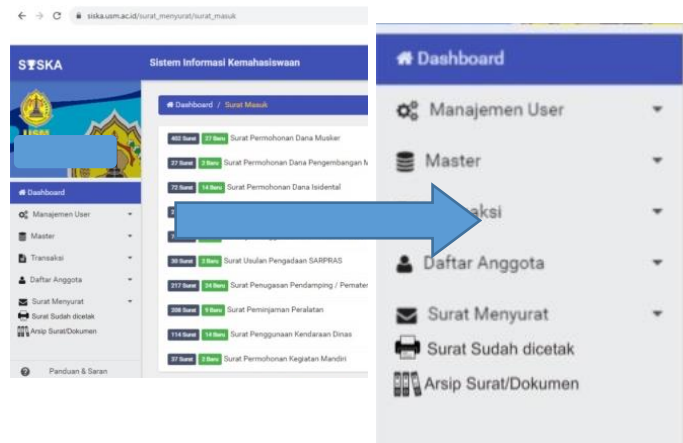 siska.usm.ac.id/surat_menyurat/surat_masuk
SISKA
Sistem Informasi Kemahasiswaan
Dashboard / Surat Masuk
USM
402 Surat 27 Baru Surat Permohonan Dana Musker
27 Surat 3 Baru Surat Permohonan Dana Pengembangan M
72 Surat 14 Baru Surat Permohonan Dana Isidental
30 Surat 3 Baru Surat Usulan Pengadaan SARPRAS
217 Surat 24 Baru Surat Penugasan Pendamping / Pemater
208 Surat 9 Baru Surat Peminjaman Peralatan
114 Surat 14 Baru Surat Penggunaan Kendaraan Dinas
37 Surat 2 Baru Surat Permohonan Kegiatan Mandiri
Dashboard
Manajemen User
Master
Transaksi
Daftar Anggota
Surat Menyurat
Surat Sudah dicetak
Arsip Surat/Dokumen
Panduan & Saran
Dashboard
Manajemen User
Master
aksi
Daftar Anggota
Surat Menyurat
Surat Sudah dicetak
Arsip Surat/Dokumen